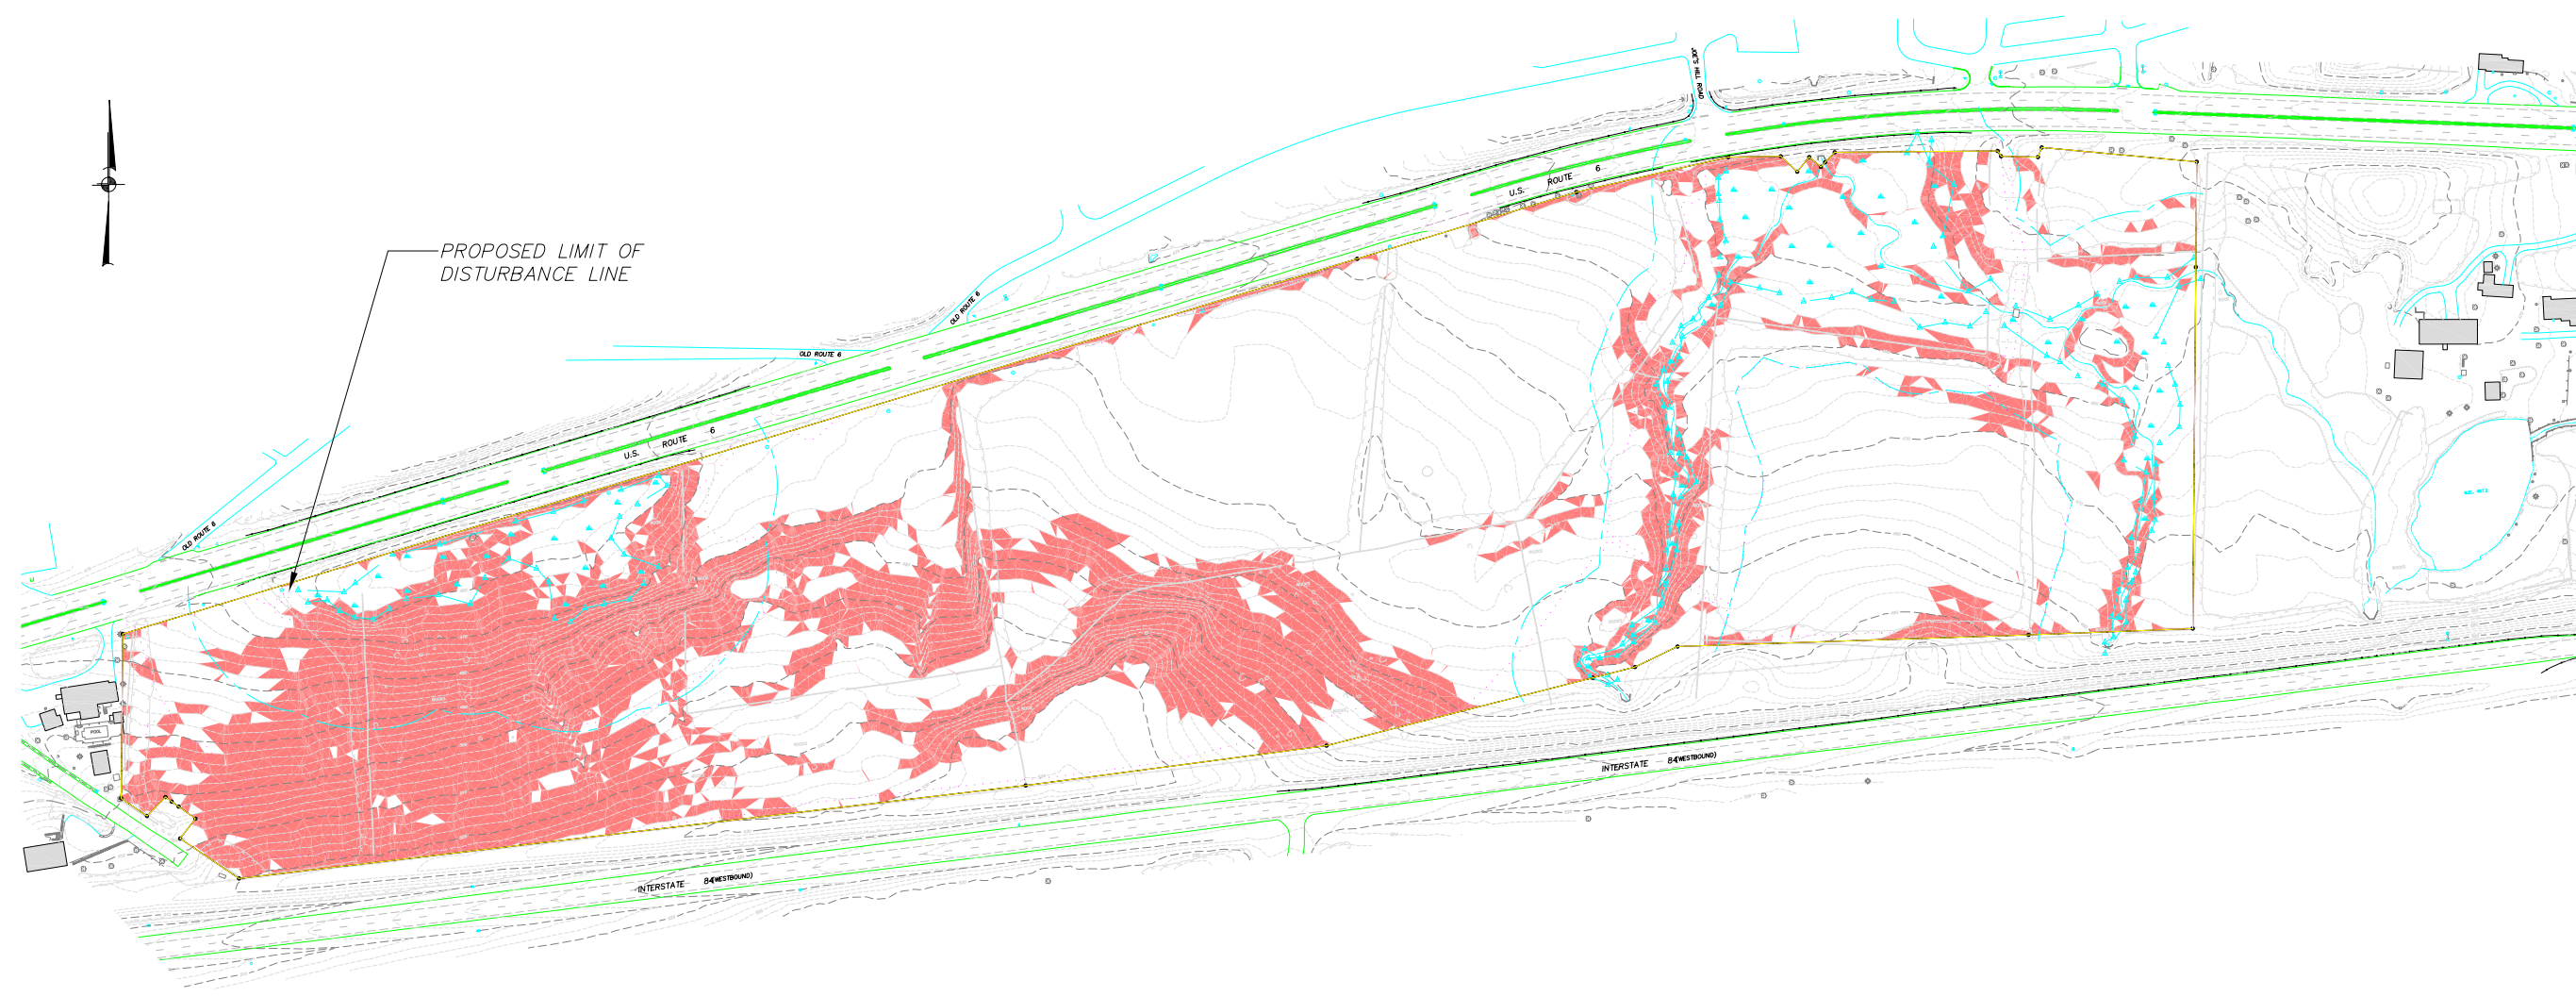 JOE'S HILL ROAD
U.S. ROUTE 6
PROPOSED LIMIT OF
DISTURBANCE LINE
OLD ROUTE 6
OLD ROUTE 6
U.S. ROUTE 6
OLD ROUTE 6
POOL
INTERSTATE 84(WESTBOUND)
INTERSTATE 84(WESTBOUND)